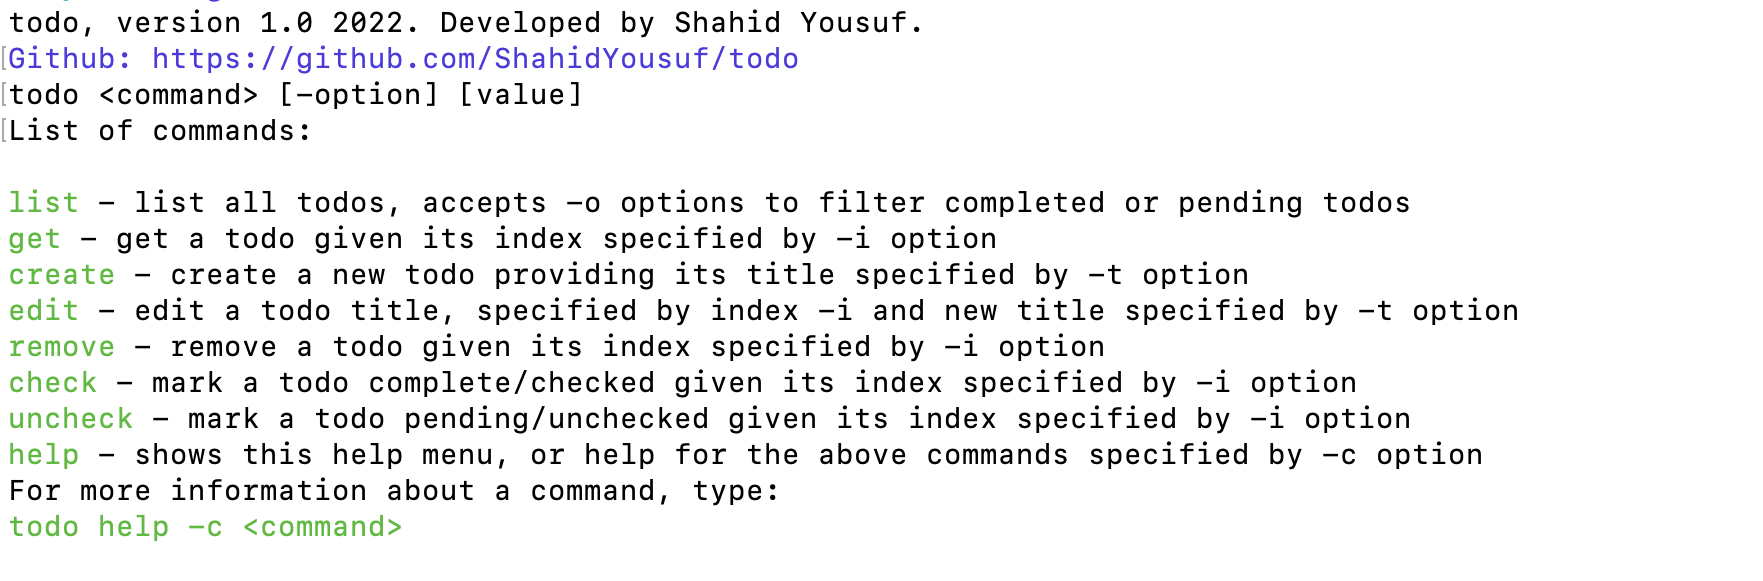 todo, version 1.0 2022. Developed by Shahid Yousuf.
Github: https://github.com/ShahidYousuf/todo
todo <command> [-option] [value]
List of commands:
list - list all todos, accepts -o options to filter completed or pending todos
get - get a todo given its index specified by -i option
create - create a new todo providing its title specified by -t option
edit - edit a todo title, specified by index -i and new title specified by -t option
remove - remove a todo given its index specified by -i option
check - mark a todo complete/checked given its index specified by -i option
uncheck - mark a todo pending/unchecked given its index specified by -i option
help - shows this help menu, or help for the above commands specified by -c option
For more information about a command, type:
todo help -c <command>